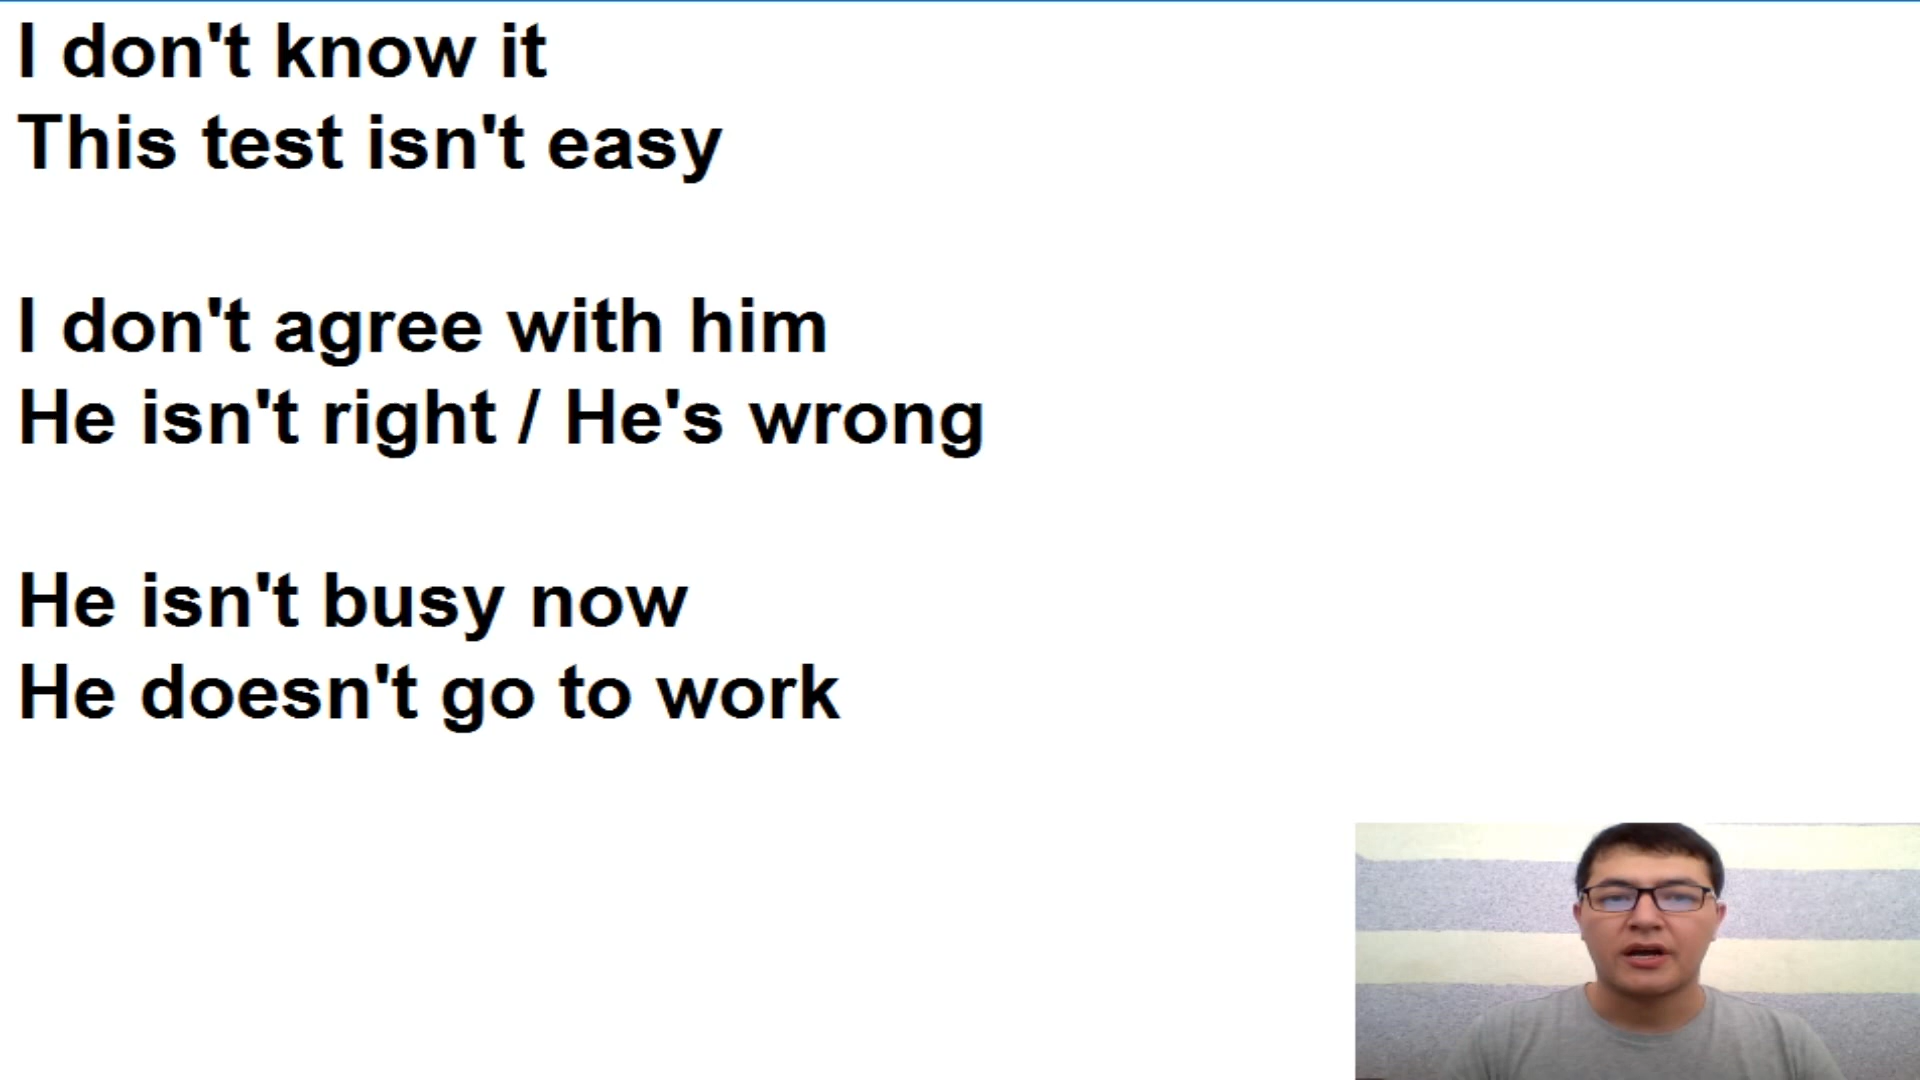 I don't know it
This test isn't easy
I don't agree with him
He isn't right / He's wrong
He isn't busy now
He doesn't go to work